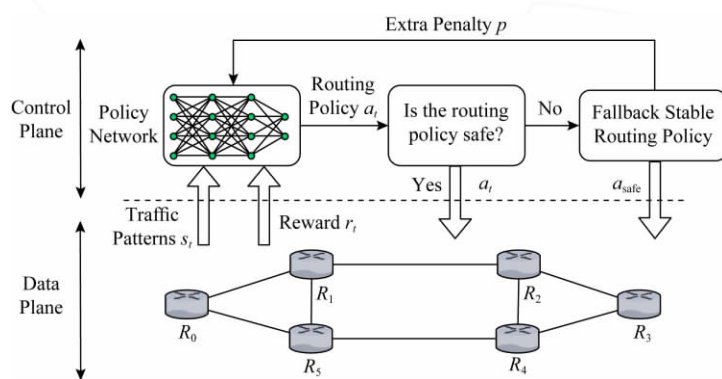 Extra Penalty p
Control
Plane
Policy
Network
Routing
Policy a_t
Is the routing
policy safe?
No
Fallback Stable
Routing Policy
Yes
a_t
a_safe
Traffic
Patterns s_t
Reward r_t
Data
Plane
R_0
R_1
R_2
R_3
R_4
R_5